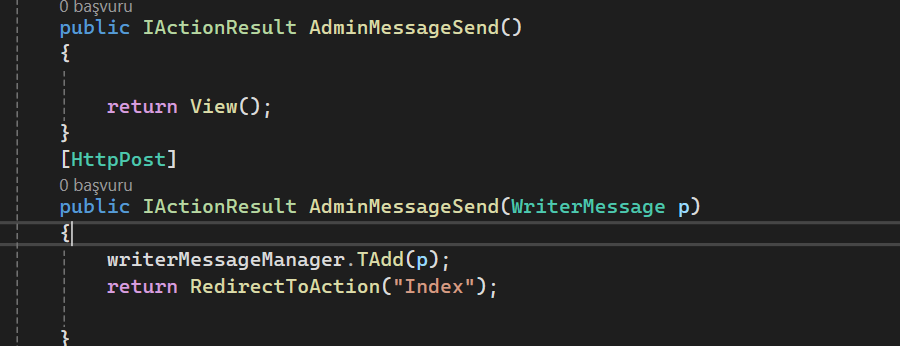 0 başvuru
public IActionResult AdminMessageSend()
{
return View();
}
[HttpPost]
0 başvuru
public IActionResult AdminMessageSend(WriterMessage p)
{
writerMessageManager.TAdd(p);
return RedirectToAction("Index");
}